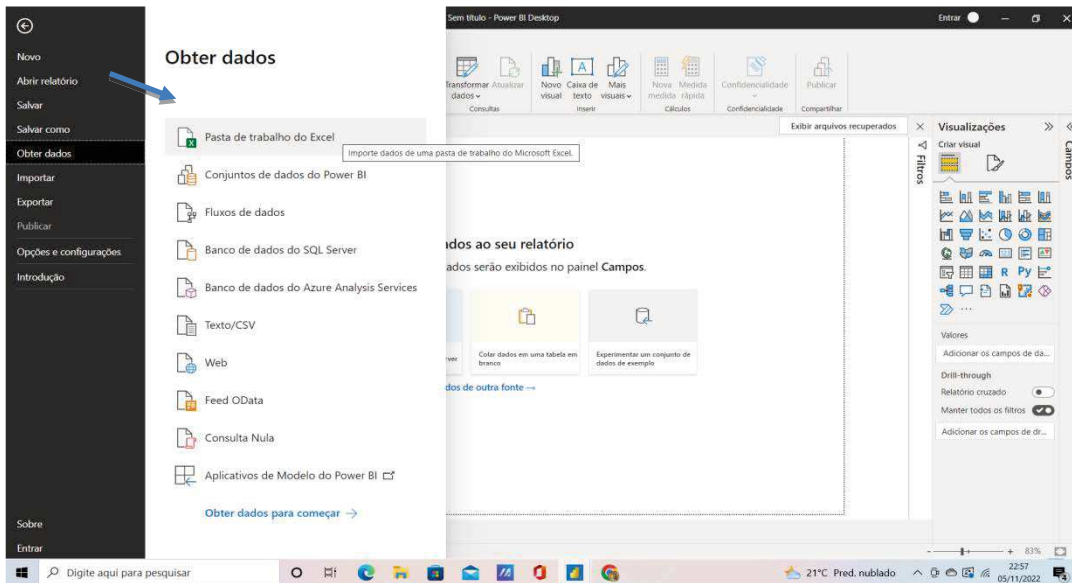 Sem título - Power BI Desktop
Entrar
Novo
Abrir relatório
Salvar
Salvar como
Obter dados
Importar
Exportar
Publicar
Opções e configurações
Introdução
Sobre
Entrar
Obter dados
Pasta de trabalho do Excel
Importe dados de uma pasta de trabalho do Microsoft Excel.
Conjuntos de dados do Power BI
Fluxos de dados
Banco de dados do SQL Server
Banco de dados do Azure Analysis Services
Texto/CSV
Web
Feed OData
Consulta Nula
Aplicativos de Modelo do Power BI
Obter dados para começar
Transformar dados
Atualizar
Consultas
Novo visual
Caixa de texto
Mais visuais
Inserir
Nova medida
Medida rápida
Cálculos
Confidencialidade
Confidencialidade
Publicar
Compartilhar
Exibir arquivos recuperados
dos ao seu relatório
ados serão exibidos no painel Campos.
ver
Colar dados em uma tabela em
branco
Experimentar um conjunto de
dados de exemplo
dos de outra fonte
Filtros
Visualizações
Criar visual
R Py
Valores
Adicionar os campos de da...
Drill-through
Relatório cruzado
Manter todos os filtros
Adicionar os campos de dr...
Campos
83%
Digite aqui para pesquisar
21°C Pred. nublado
22:57
05/11/2022
4